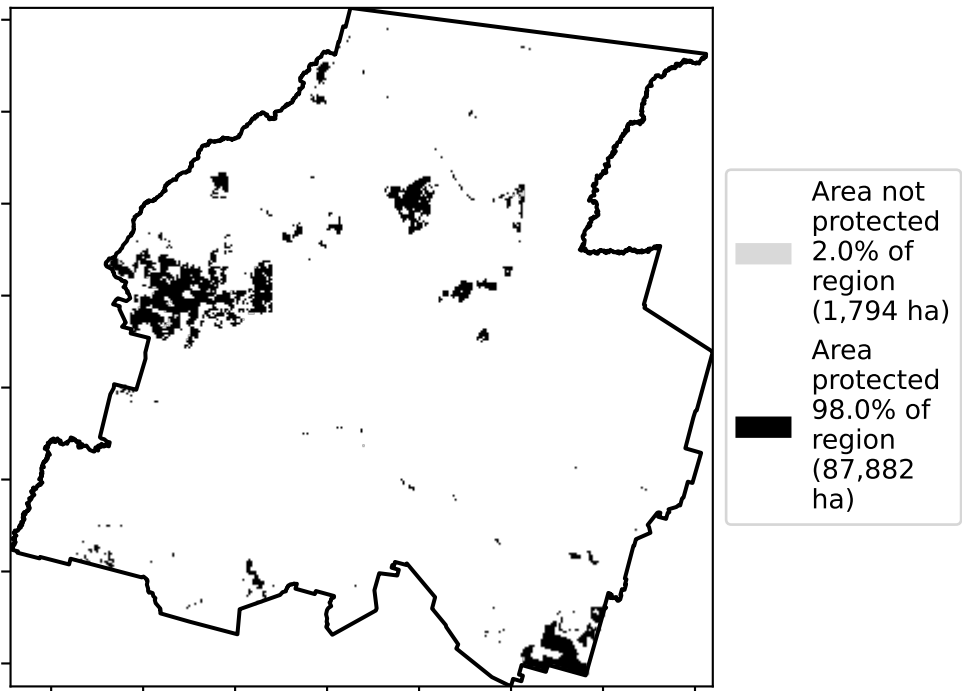 Area not
protected
2.0% of
region
(1,794 ha)
Area
protected
98.0% of
region
(87,882
ha)